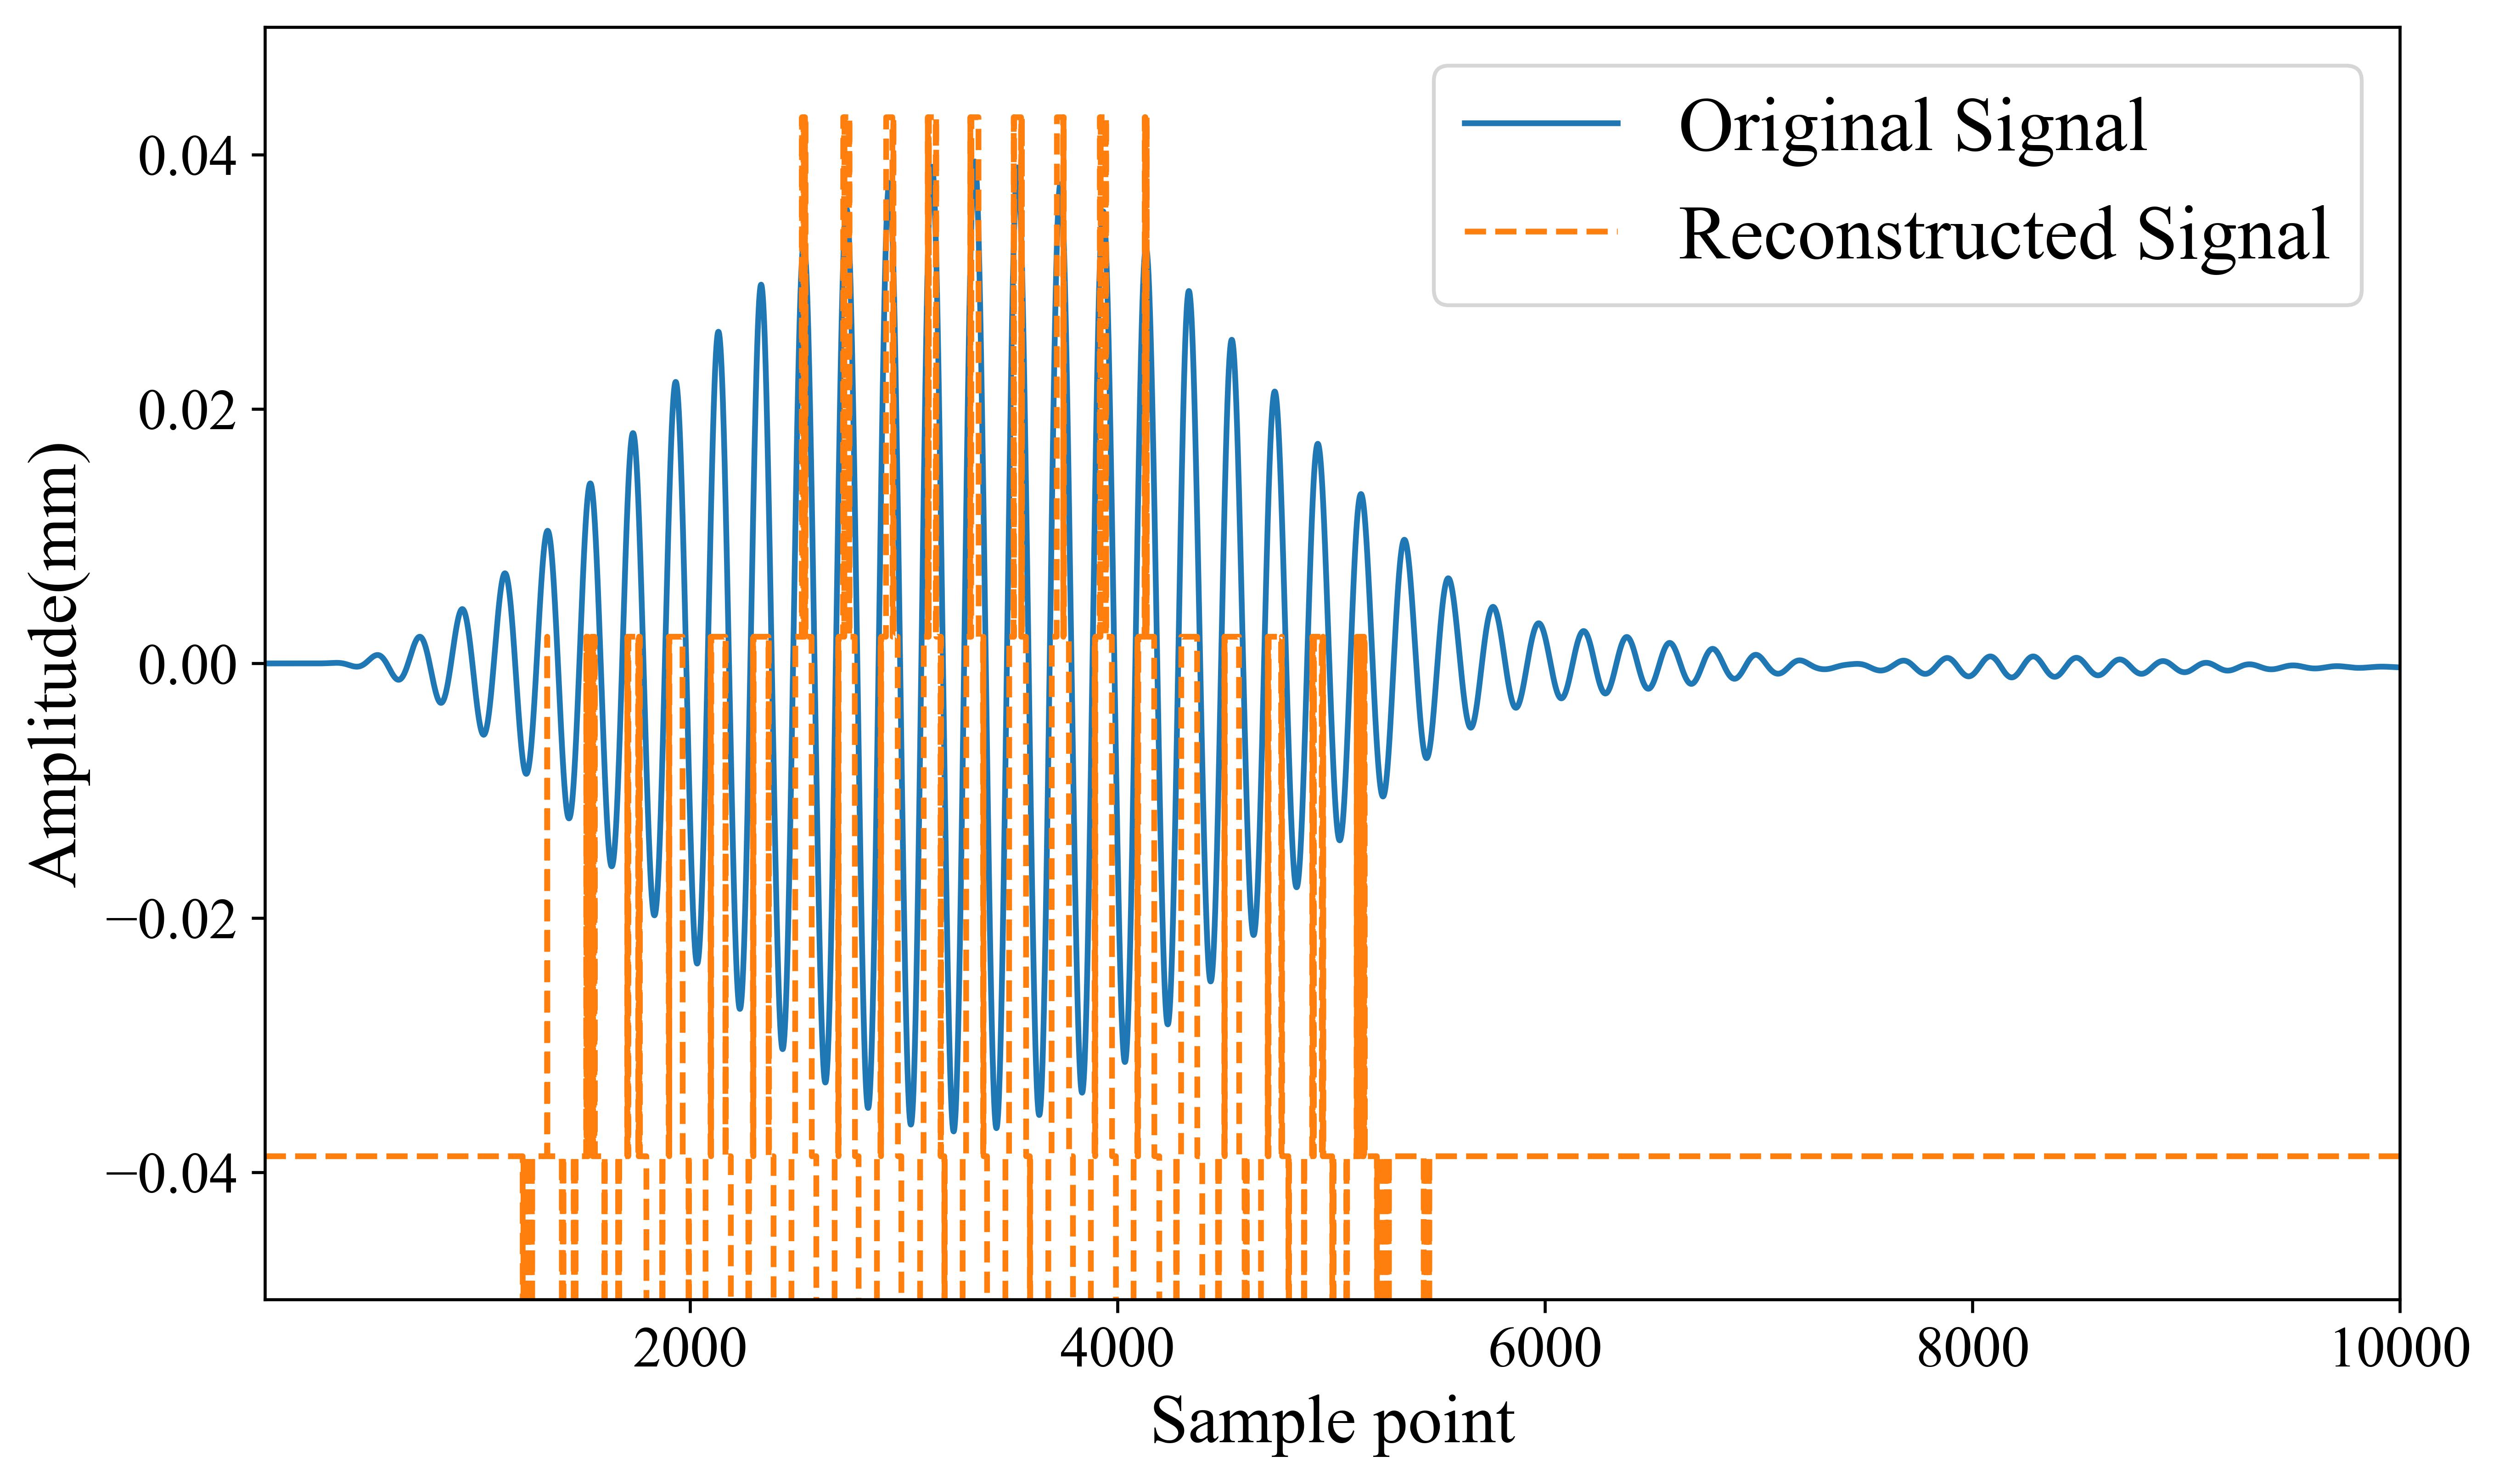 Original Signal
Reconstructed Signal
Amplitude(mm)
0.04
0.02
0.00
−0.02
−0.04
2000 4000 6000 8000 10000
Sample point